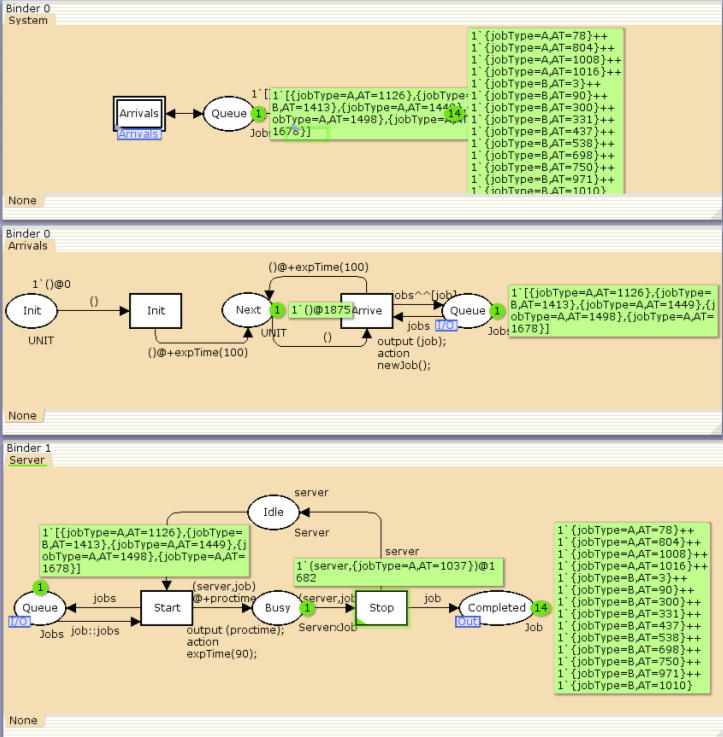 Binder 0
System
1`{jobType=A,AT=78}++
1`{jobType=A,AT=804}++
1`{jobType=A,AT=1008}++
1`{jobType=A,AT=1016}++
1`{jobType=B,AT=3}++
1`{jobType=B,AT=90}++
1`{jobType=B,AT=300}++
1`{jobType=B,AT=331}++
1`{jobType=B,AT=437}++
1`{jobType=B,AT=538}++
1`{jobType=B,AT=698}++
1`{jobType=B,AT=750}++
1`{jobType=B,AT=971}++
1`{jobType=B,AT=1010}
Arrivals
Arrivals
Queue
1
1`[
1`[{jobType=A,AT=1126},{jobType=
B,AT=1413},{jobType=A,AT=1449},{j
obType=A,AT=1498},{jobType=A,AT
1678}]
14
Jobs
None
Binder 0
Arrivals
1`()@0
Init
UNIT
()
Init
()@+expTime(100)
()@+expTime(100)
Next
1
1`()@1875
UNIT
()
Arrive
jobs^^[job]
jobs
I/O
output (job);
action
newJob();
Queue
1
Jobs
1`[{jobType=A,AT=1126},{jobType=
B,AT=1413},{jobType=A,AT=1449},{j
obType=A,AT=1498},{jobType=A,AT=
1678}]
None
Binder 1
Server
server
Idle
Server
1`[{jobType=A,AT=1126},{jobType=
B,AT=1413},{jobType=A,AT=1449},{j
obType=A,AT=1498},{jobType=A,AT=
1678}]
server
1`(server,{jobType=A,AT=1037})@1
682
1
Queue
I/O
Jobs
jobs
job::jobs
Start
(server,job)
@+proctime
output (proctime);
action
expTime(90);
Busy
1
(server,job)
ServerxJob
Stop
job
Completed
14
Out
Job
1`{jobType=A,AT=78}++
1`{jobType=A,AT=804}++
1`{jobType=A,AT=1008}++
1`{jobType=A,AT=1016}++
1`{jobType=B,AT=3}++
1`{jobType=B,AT=90}++
1`{jobType=B,AT=300}++
1`{jobType=B,AT=331}++
1`{jobType=B,AT=437}++
1`{jobType=B,AT=538}++
1`{jobType=B,AT=698}++
1`{jobType=B,AT=750}++
1`{jobType=B,AT=971}++
1`{jobType=B,AT=1010}
None